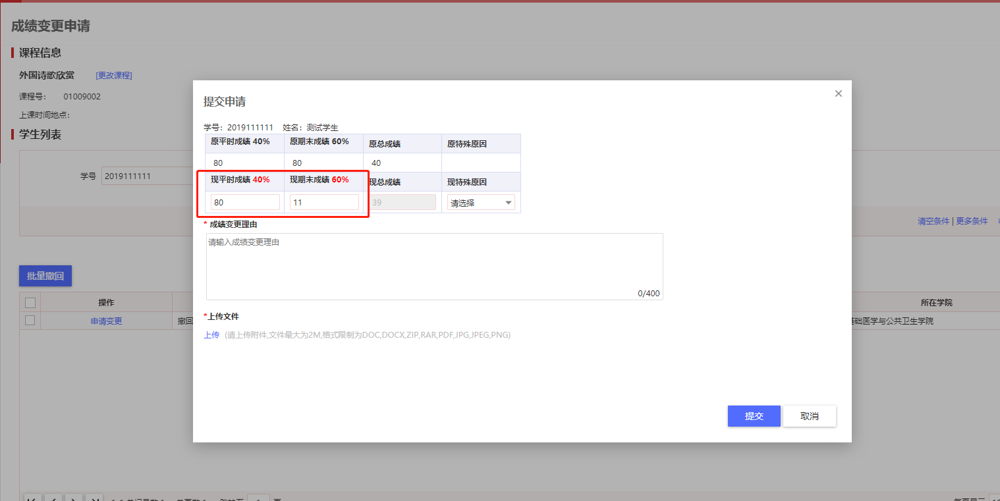 成绩变更申请
课程信息
外国诗歌欣赏 [更改课程]
课程号： 01009002
上课时间地点：
学生列表
学号 2019111111
清空条件 | 更多条件
批量撤回
操作
所在学院
申请变更
撤回
基础医学与公共卫生学院
提交申请
×
学号：2019111111 姓名：测试学生
原平时成绩 40% 原期末成绩 60% 原总成绩 原特殊原因
80 80 40
现平时成绩 40% 现期末成绩 60% 现总成绩 现特殊原因
80 11 39 请选择
* 成绩变更理由
请输入成绩变更理由
0/400
*上传文件
上传 (请上传附件,文件最大为2M,格式限制为DOC,DOCX,ZIP,RAR,PDF,JPG,JPEG,PNG)
提交 取消